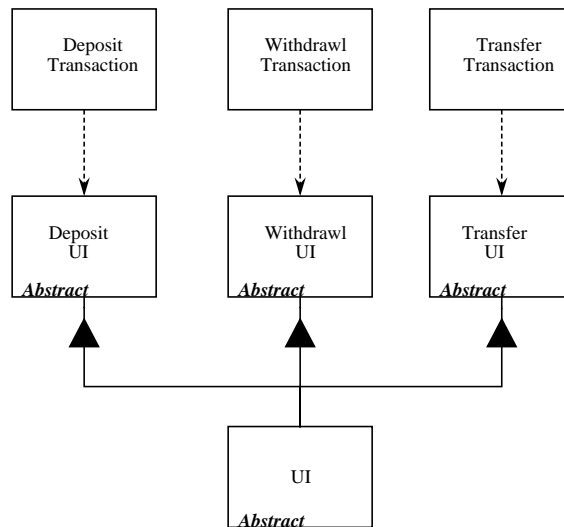 Deposit
Transaction
Withdrawl
Transaction
Transfer
Transaction
Deposit
UI
Abstract
Withdrawl
UI
Abstract
Transfer
UI
Abstract
UI
Abstract